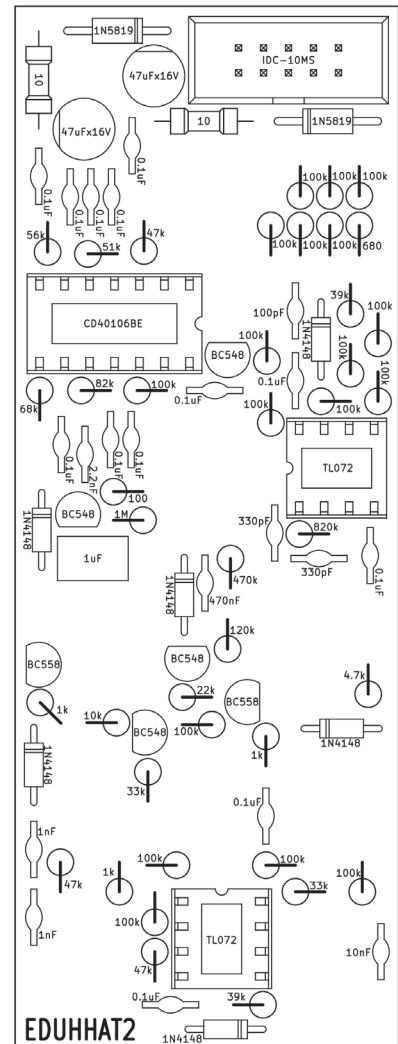 1N5819
10
47uFx16V
IDC-10MS
47uFx16V
10
1N5819
0.1uF
0.1uF
0.1uF
0.1uF
0.1uF
100k
100k
100k
56k
51k
47k
100k
100k
100k
680
CD40106BE
100pF
1N4148
39k
100k
BC548
100k
100k
0.1uF
100k
68k
82k
100k
0.1uF
100k
100k
0.1uF
2.2nF
0.1uF
0.1uF
TL072
100
1N4148
BC548
1M
330pF
820k
1uF
330pF
0.1uF
1N4148
470nF
470k
120k
BC558
BC548
4.7k
1k
22k
BC558
10k
BC548
100k
1k
1N4148
1N4148
33k
0.1uF
1nF
47k
1k
100k
100k
33k
100k
1nF
100k
TL072
47k
10nF
0.1uF
39k
EDUHHAT2
1N4148